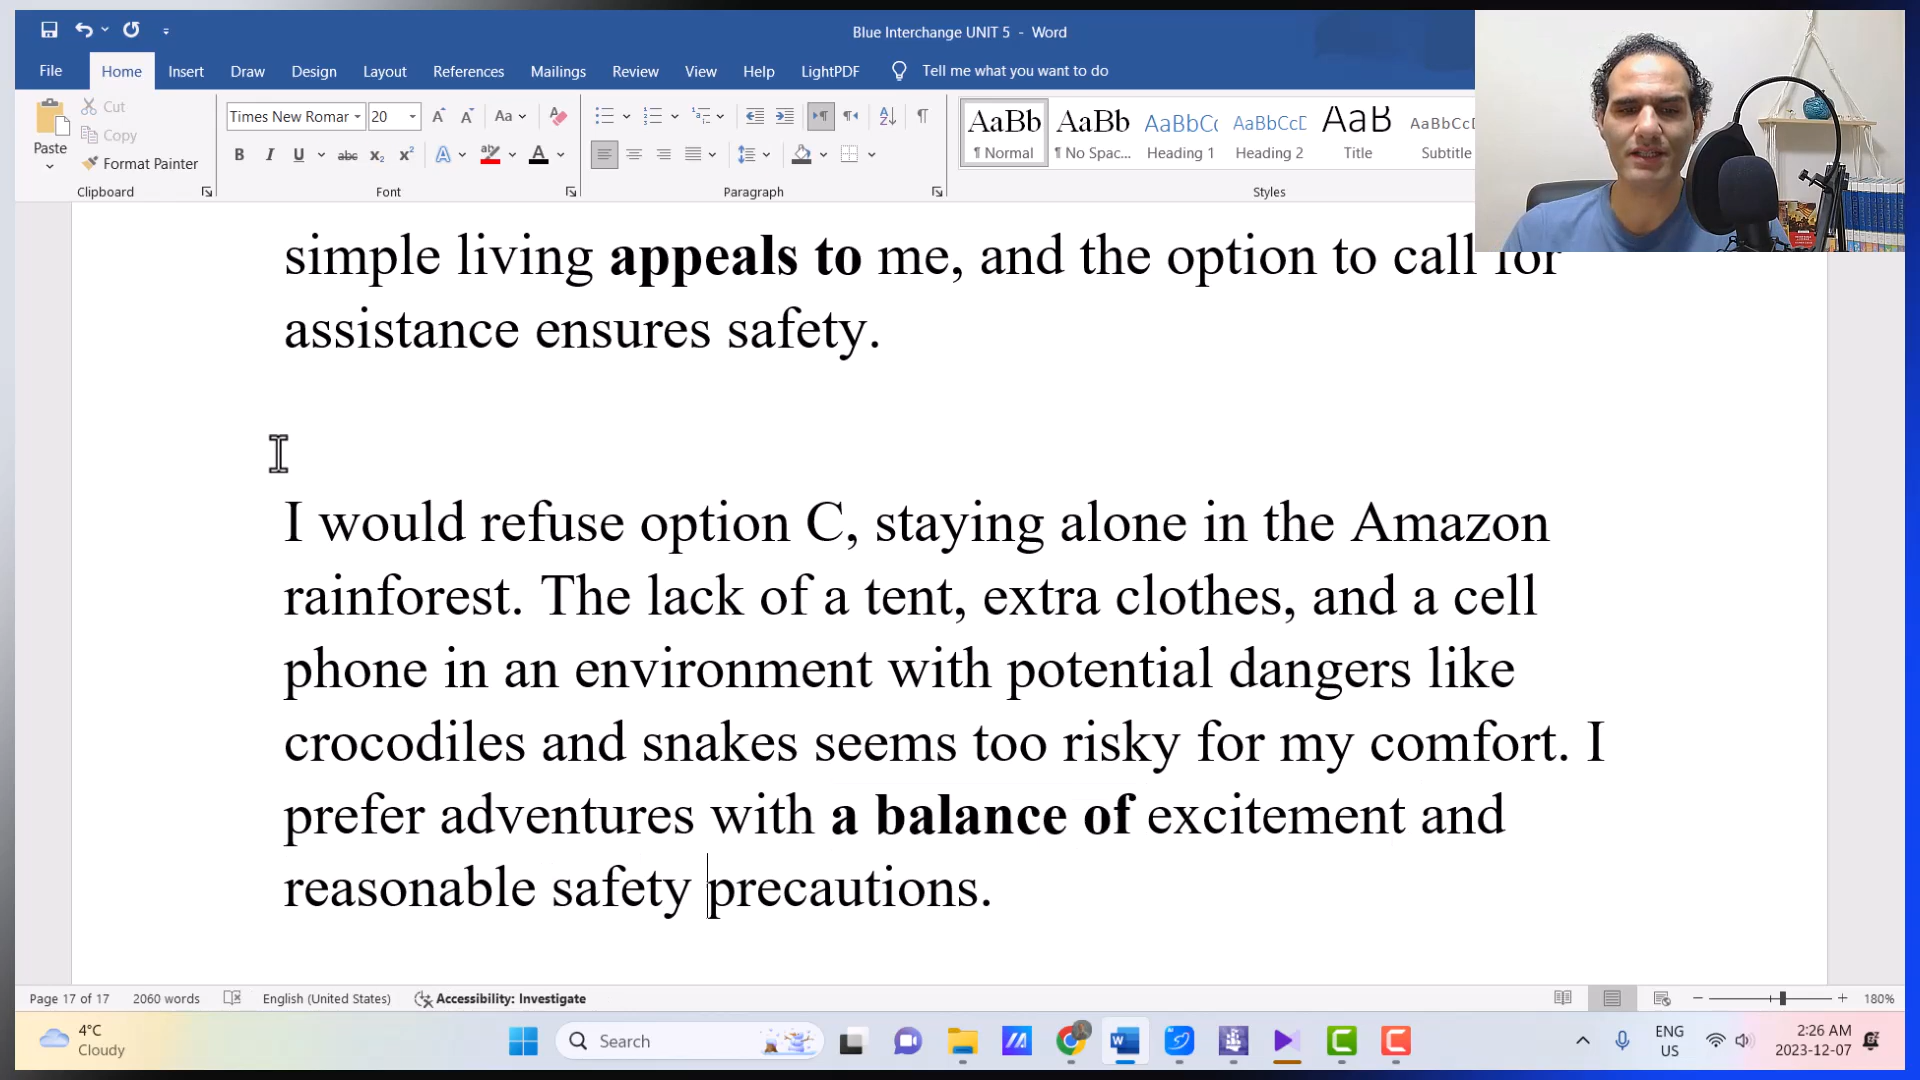 Blue Interchange UNIT 5 - Word
File Home Insert Draw Design Layout References Mailings Review View Help LightPDF Tell me what you want to do
Paste
Cut
Copy
Format Painter
Clipboard
Times New Romar 20
Font
Paragraph
AaBb AaBb AaBbCc AaBbCcD AaB AaBbCcD
¶ Normal ¶ No Spac... Heading 1 Heading 2 Title Subtitle
Styles
simple living appeals to me, and the option to call for
assistance ensures safety.
I would refuse option C, staying alone in the Amazon
rainforest. The lack of a tent, extra clothes, and a cell
phone in an environment with potential dangers like
crocodiles and snakes seems too risky for my comfort. I
prefer adventures with a balance of excitement and
reasonable safety precautions.
Page 17 of 17 2060 words English (United States) Accessibility: Investigate 180%
4°C
Cloudy
Search
ENG
US
2:26 AM
2023-12-07